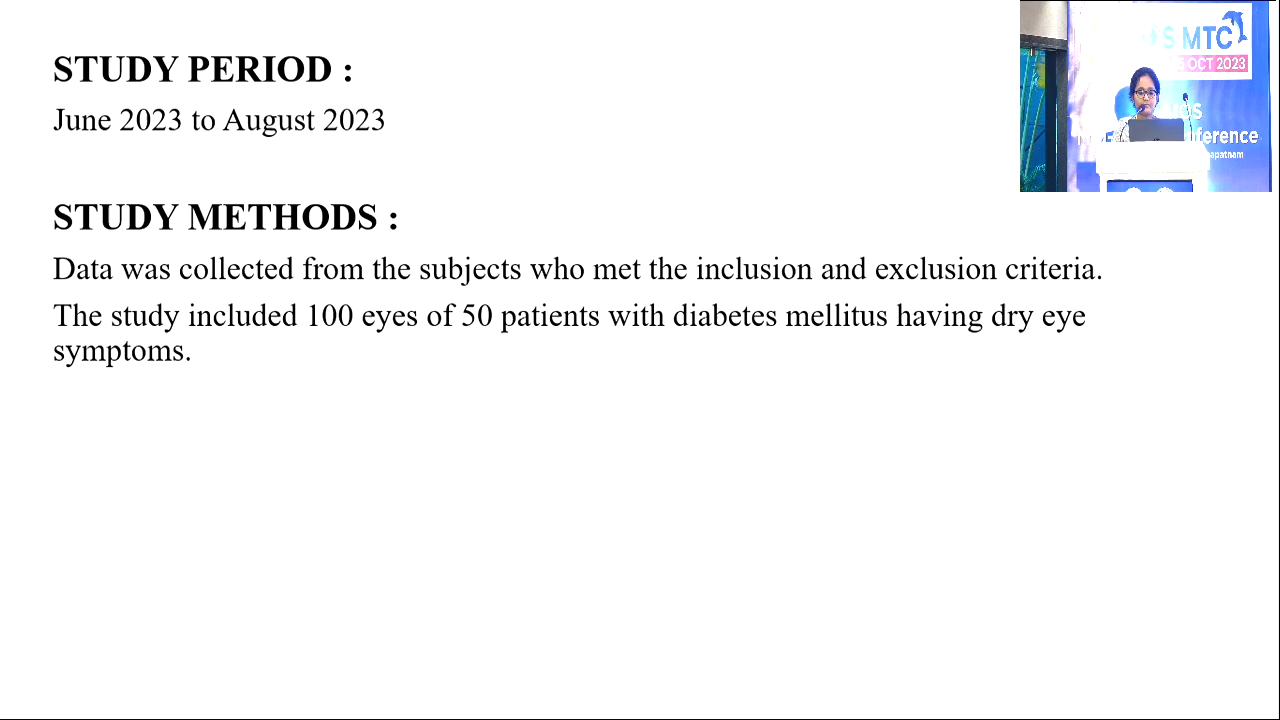 STUDY PERIOD :
June 2023 to August 2023
STUDY METHODS :
Data was collected from the subjects who met the inclusion and exclusion criteria.
The study included 100 eyes of 50 patients with diabetes mellitus having dry eye
symptoms.
S MTC
OCT 2023